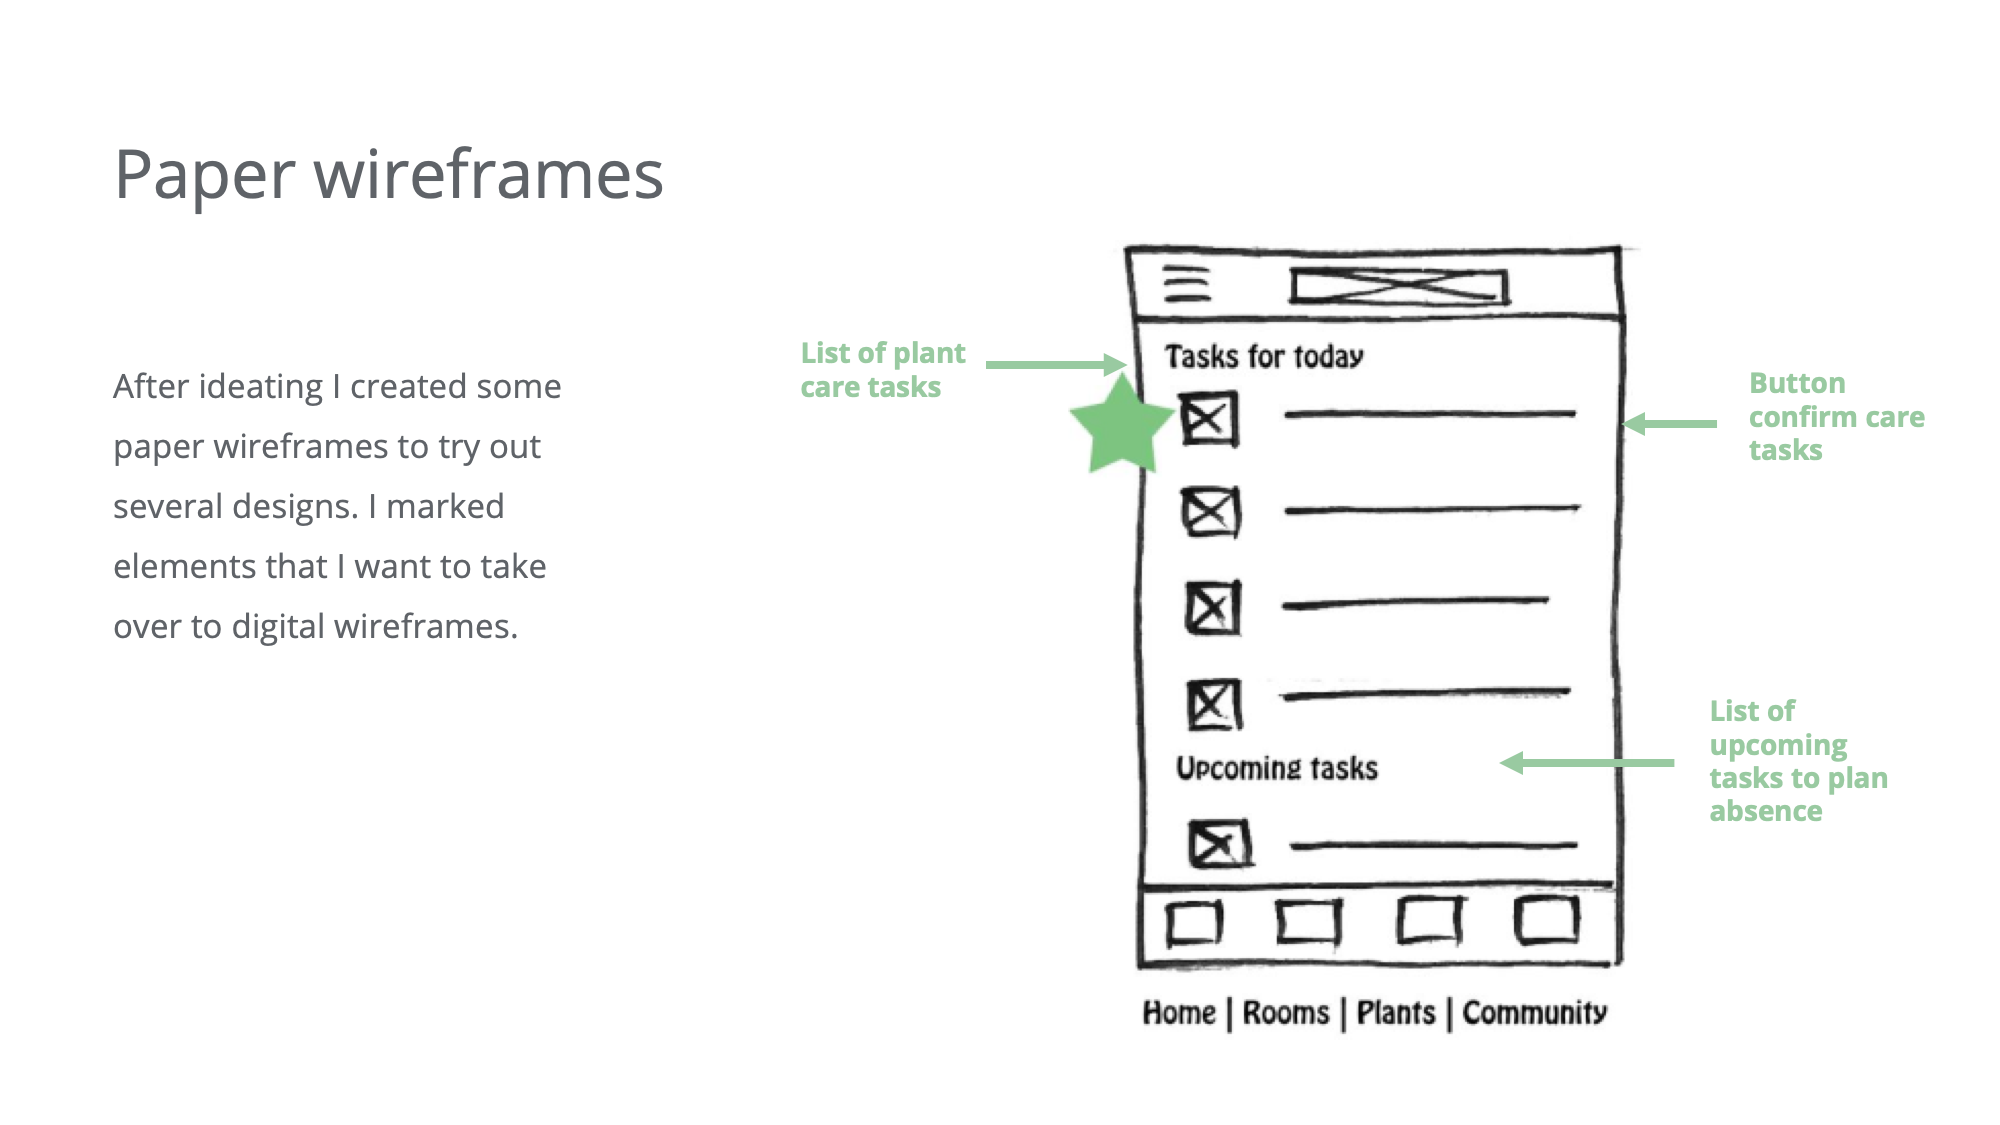 Paper wireframes
After ideating I created some
paper wireframes to try out
several designs. I marked
elements that I want to take
over to digital wireframes.
List of plant
care tasks
Tasks for today
Button
confirm care
tasks
List of
upcoming
tasks to plan
absence
Upcoming tasks
Home | Rooms | Plants | Community